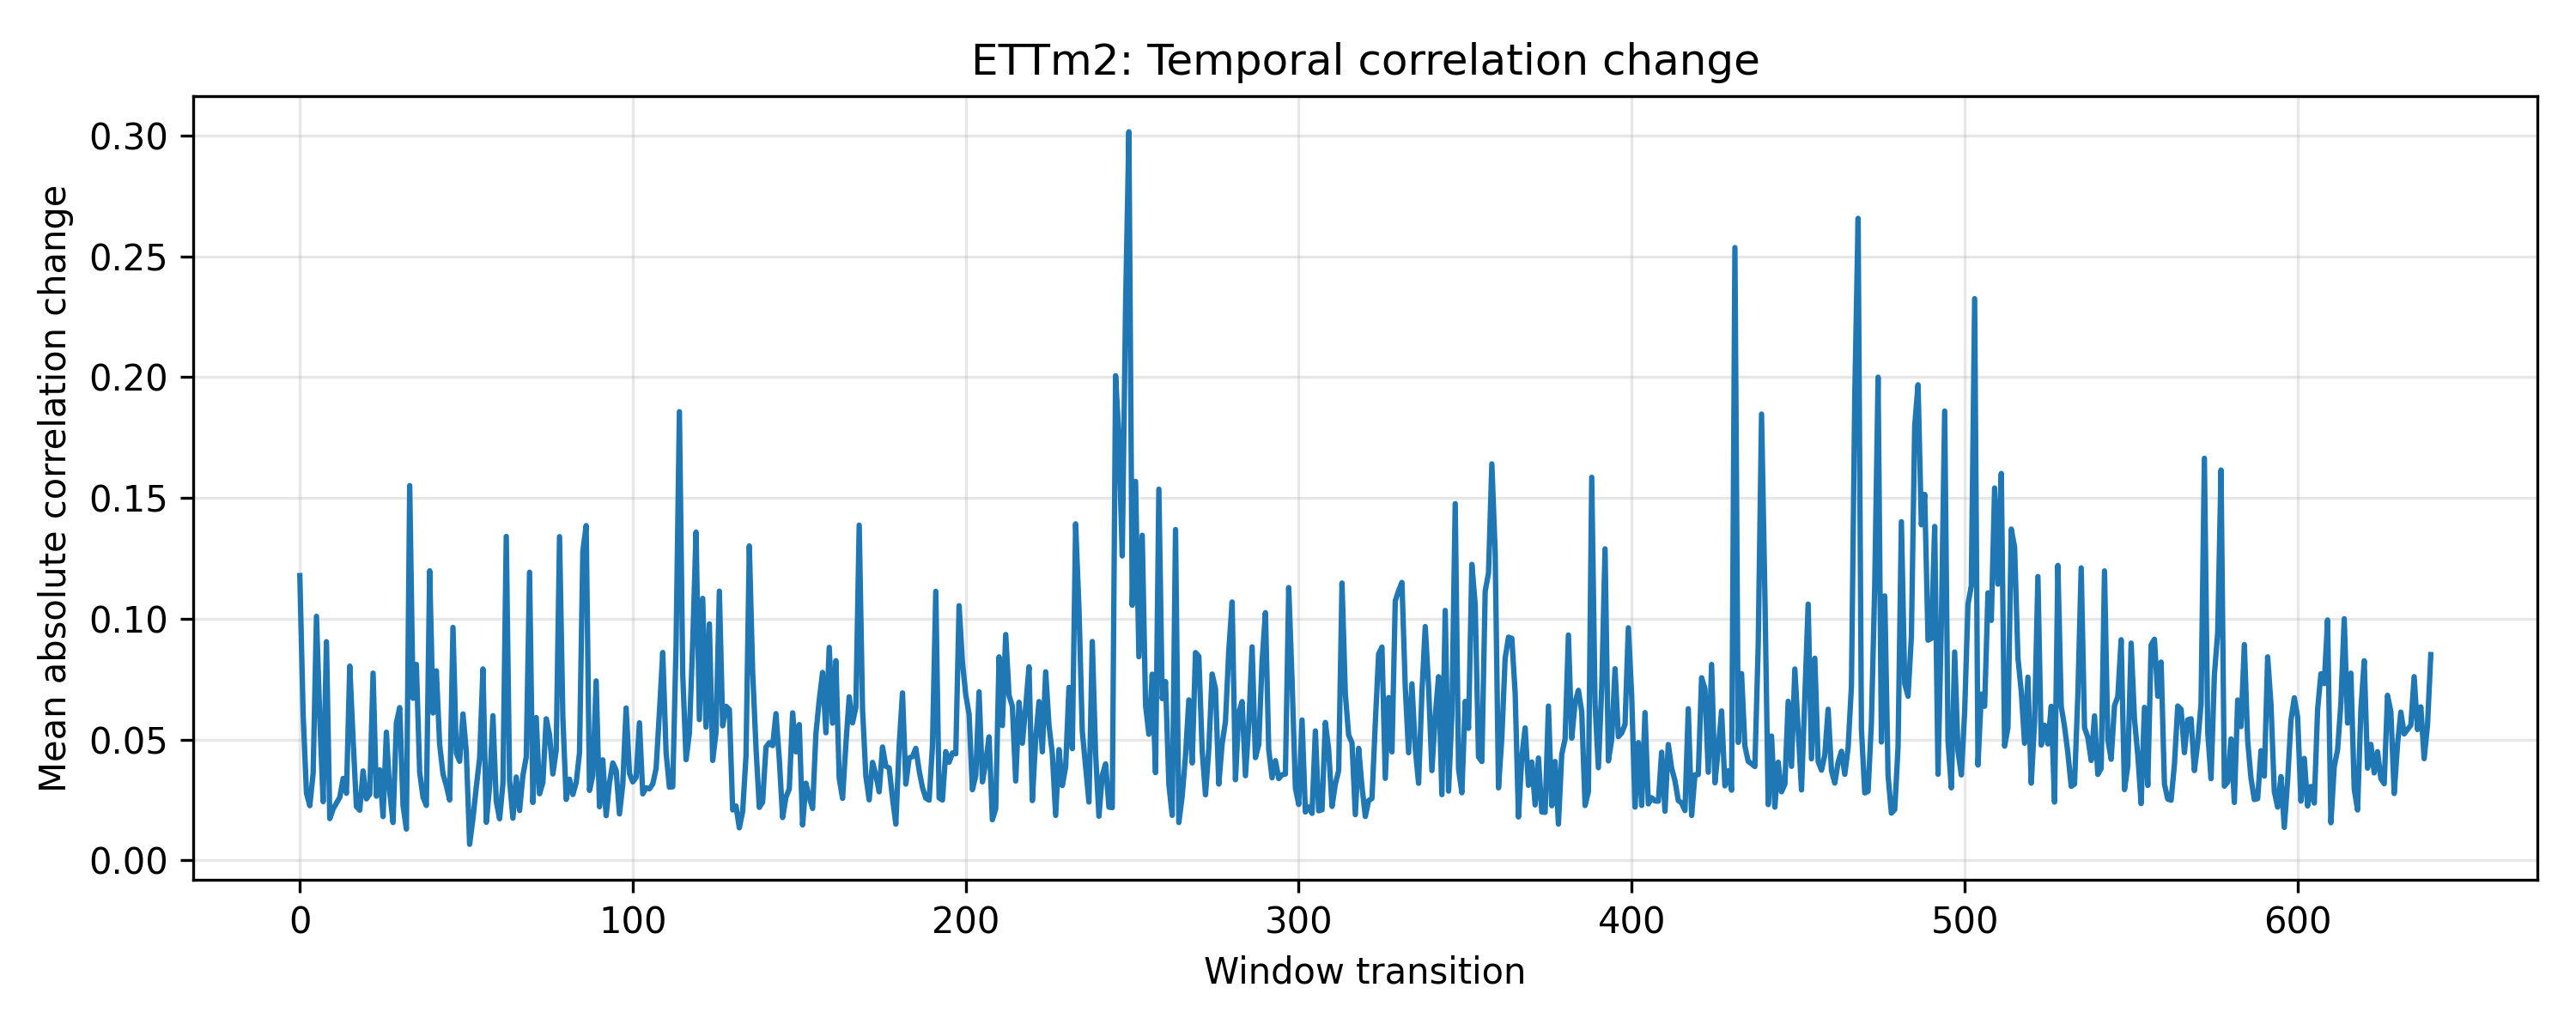 ETTm2: Temporal correlation change
Mean absolute correlation change
0.30
0.25
0.20
0.15
0.10
0.05
0.00
0 100 200 300 400 500 600
Window transition